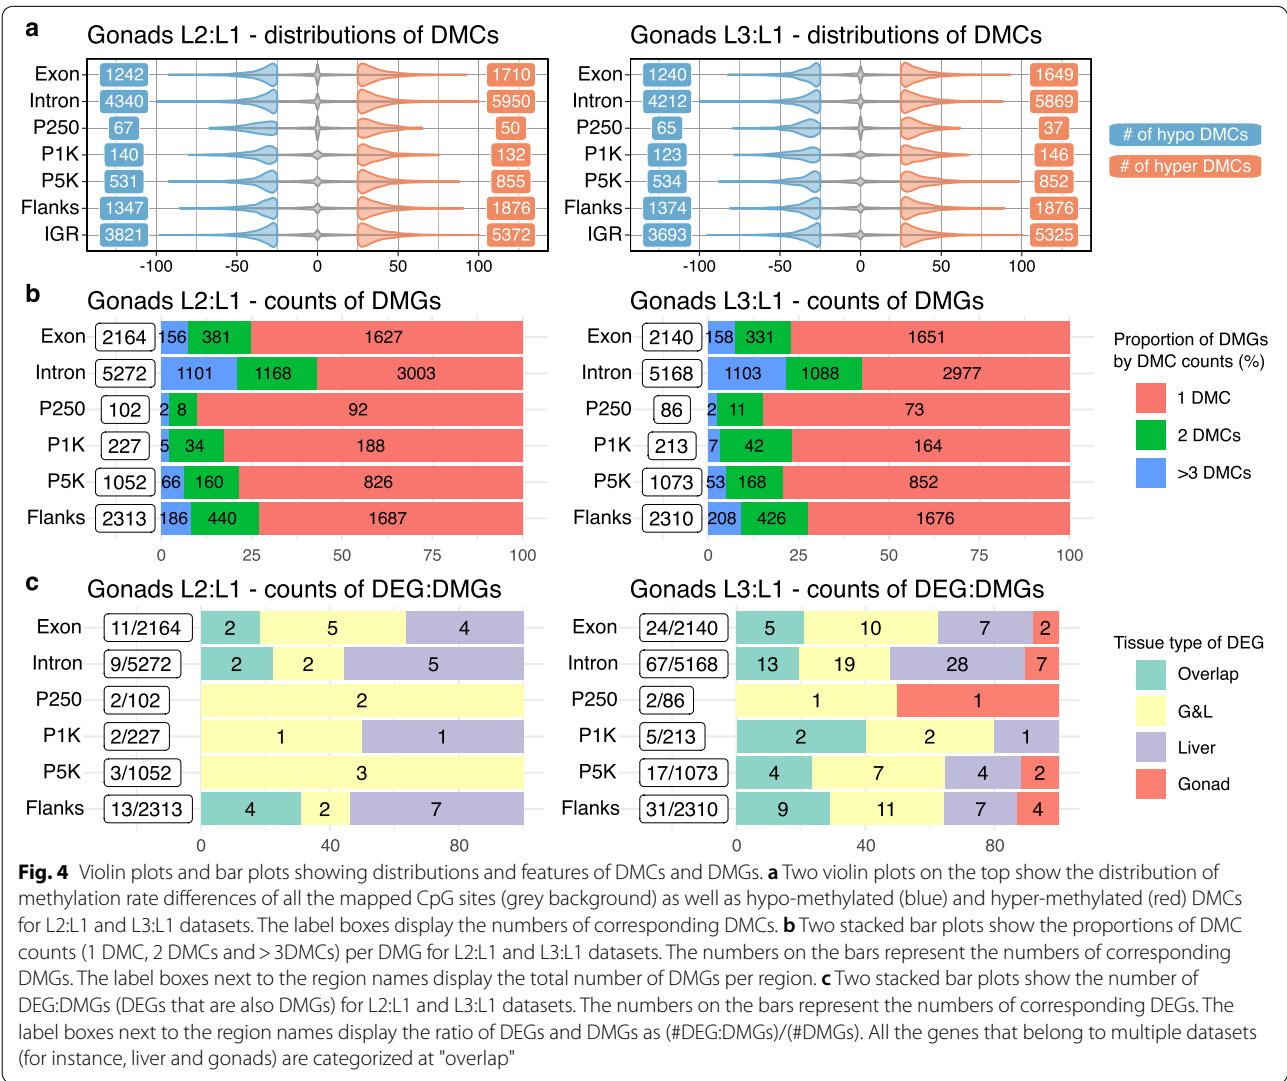 a
Gonads L2:L1 - distributions of DMCs
Exon 1242 1710
Intron 4340 5950
P250 67 50
P1K 140 132
P5K 531 855
Flanks 1347 1876
IGR 3821 5372
-100 -50 0 50 100
Gonads L3:L1 - distributions of DMCs
Exon 1240 1649
Intron 4212 5869
P250 65 37
P1K 123 146
P5K 534 852
Flanks 1374 1876
IGR 3693 5325
-100 -50 0 50 100
# of hypo DMCs
# of hyper DMCs
b
Gonads L2:L1 - counts of DMGs
Exon 2164 156 381 1627
Intron 5272 1101 1168 3003
P250 102 2 8 92
P1K 227 5 34 188
P5K 1052 66 160 826
Flanks 2313 186 440 1687
0 25 50 75 100
Gonads L3:L1 - counts of DMGs
Exon 2140 158 331 1651
Intron 5168 1103 1088 2977
P250 86 2 11 73
P1K 213 7 42 164
P5K 1073 53 168 852
Flanks 2310 208 426 1676
0 25 50 75 100
Proportion of DMGs
by DMC counts (%)
1 DMC
2 DMCs
>3 DMCs
c
Gonads L2:L1 - counts of DEG:DMGs
Exon 11/2164 2 5 4
Intron 9/5272 2 2 5
P250 2/102 2
P1K 2/227 1 1
P5K 3/1052 3
Flanks 13/2313 4 2 7
0 40 80
Gonads L3:L1 - counts of DEG:DMGs
Exon 24/2140 5 10 7 2
Intron 67/5168 13 19 28 7
P250 2/86 1 1
P1K 5/213 2 2 1
P5K 17/1073 4 7 4 2
Flanks 31/2310 9 11 7 4
0 40 80
Tissue type of DEG
Overlap
G&L
Liver
Gonad
Fig. 4 Violin plots and bar plots showing distributions and features of DMCs and DMGs. a Two violin plots on the top show the distribution of
methylation rate differences of all the mapped CpG sites (grey background) as well as hypo-methylated (blue) and hyper-methylated (red) DMCs
for L2:L1 and L3:L1 datasets. The label boxes display the numbers of corresponding DMCs. b Two stacked bar plots show the proportions of DMC
counts (1 DMC, 2 DMCs and > 3DMCs) per DMG for L2:L1 and L3:L1 datasets. The numbers on the bars represent the numbers of corresponding
DMGs. The label boxes next to the region names display the total number of DMGs per region. c Two stacked bar plots show the number of
DEG:DMGs (DEGs that are also DMGs) for L2:L1 and L3:L1 datasets. The numbers on the bars represent the numbers of corresponding DEGs. The
label boxes next to the region names display the ratio of DEGs and DMGs as (#DEG:DMGs)/(#DMGs). All the genes that belong to multiple datasets
(for instance, liver and gonads) are categorized at "overlap"